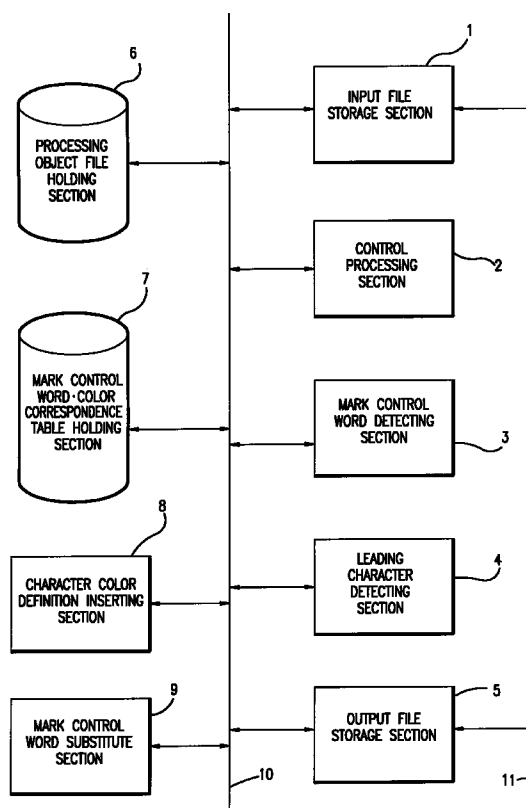 6
PROCESSING
OBJECT FILE
HOLDING
SECTION
7
MARK CONTROL
WORD·COLOR
CORRESPONDENCE
TABLE HOLDING
SECTION
8
CHARACTER COLOR
DEFINITION INSERTING
SECTION
9
MARK CONTROL
WORD SUBSTITUTE
SECTION
1
INPUT FILE
STORAGE SECTION
CONTROL
PROCESSING
SECTION
2
MARK CONTROL
WORD DETECTING
SECTION
3
LEADING
CHARACTER
DETECTING
SECTION
4
5
OUTPUT FILE
STORAGE SECTION
10
11